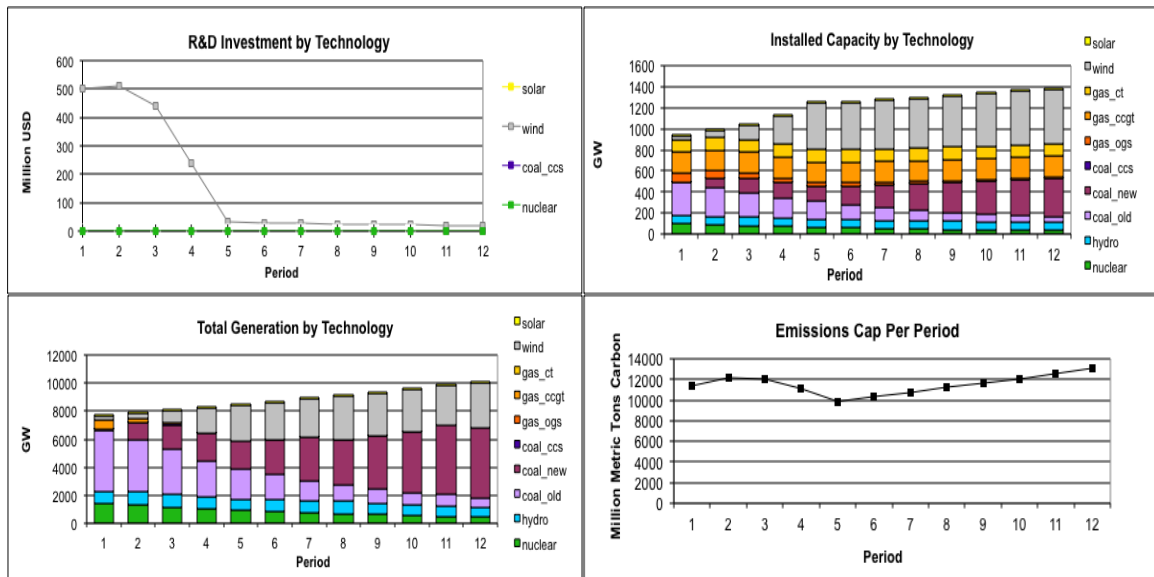 R&D Investment by Technology
600
500
400
300
200
100
0
Million USD
1 2 3 4 5 6 7 8 9 10 11 12
Period
solar
wind
coal_ccs
nuclear
Installed Capacity by Technology
1600
1400
1200
1000
800
600
400
200
0
GW
1 2 3 4 5 6 7 8 9 10 11 12
Period
solar
wind
gas_ct
gas_ccgt
gas_ogs
coal_ccs
coal_new
coal_old
hydro
nuclear
Total Generation by Technology
12000
10000
8000
6000
4000
2000
0
GW
1 2 3 4 5 6 7 8 9 10 11 12
Period
solar
wind
gas_ct
gas_ccgt
gas_ogs
coal_ccs
coal_new
coal_old
hydro
nuclear
Emissions Cap Per Period
14000
12000
10000
8000
6000
4000
2000
0
Million Metric Tons Carbon
1 2 3 4 5 6 7 8 9 10 11 12
Period